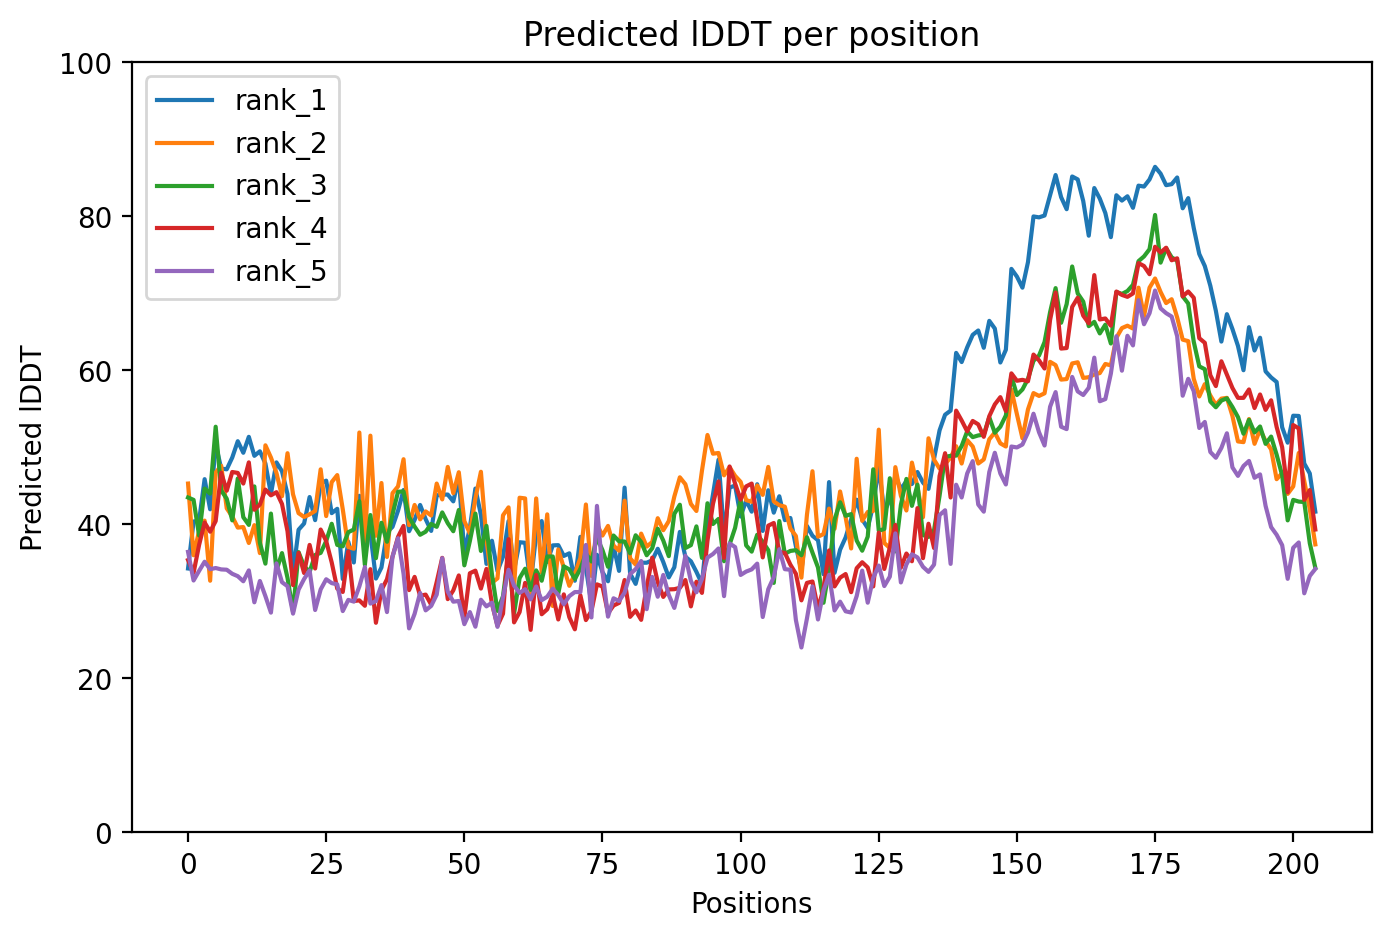 Predicted lDDT per position
100
80
60
40
20
0
Predicted lDDT
rank_1
rank_2
rank_3
rank_4
rank_5
0 25 50 75 100 125 150 175 200
Positions